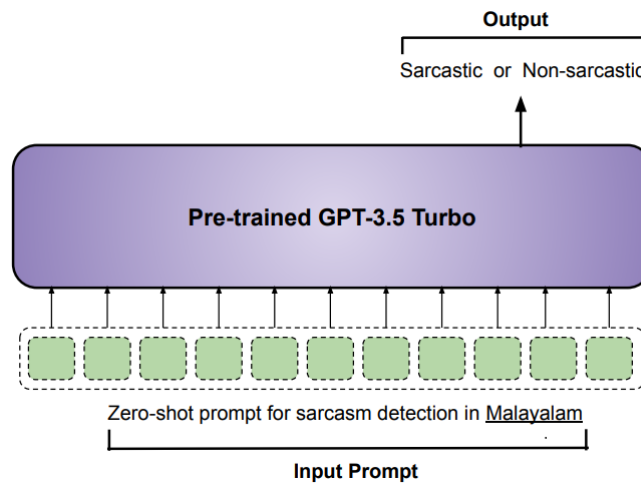 Output
Sarcastic or Non-sarcastic
Pre-trained GPT-3.5 Turbo
Zero-shot prompt for sarcasm detection in Malayalam
Input Prompt